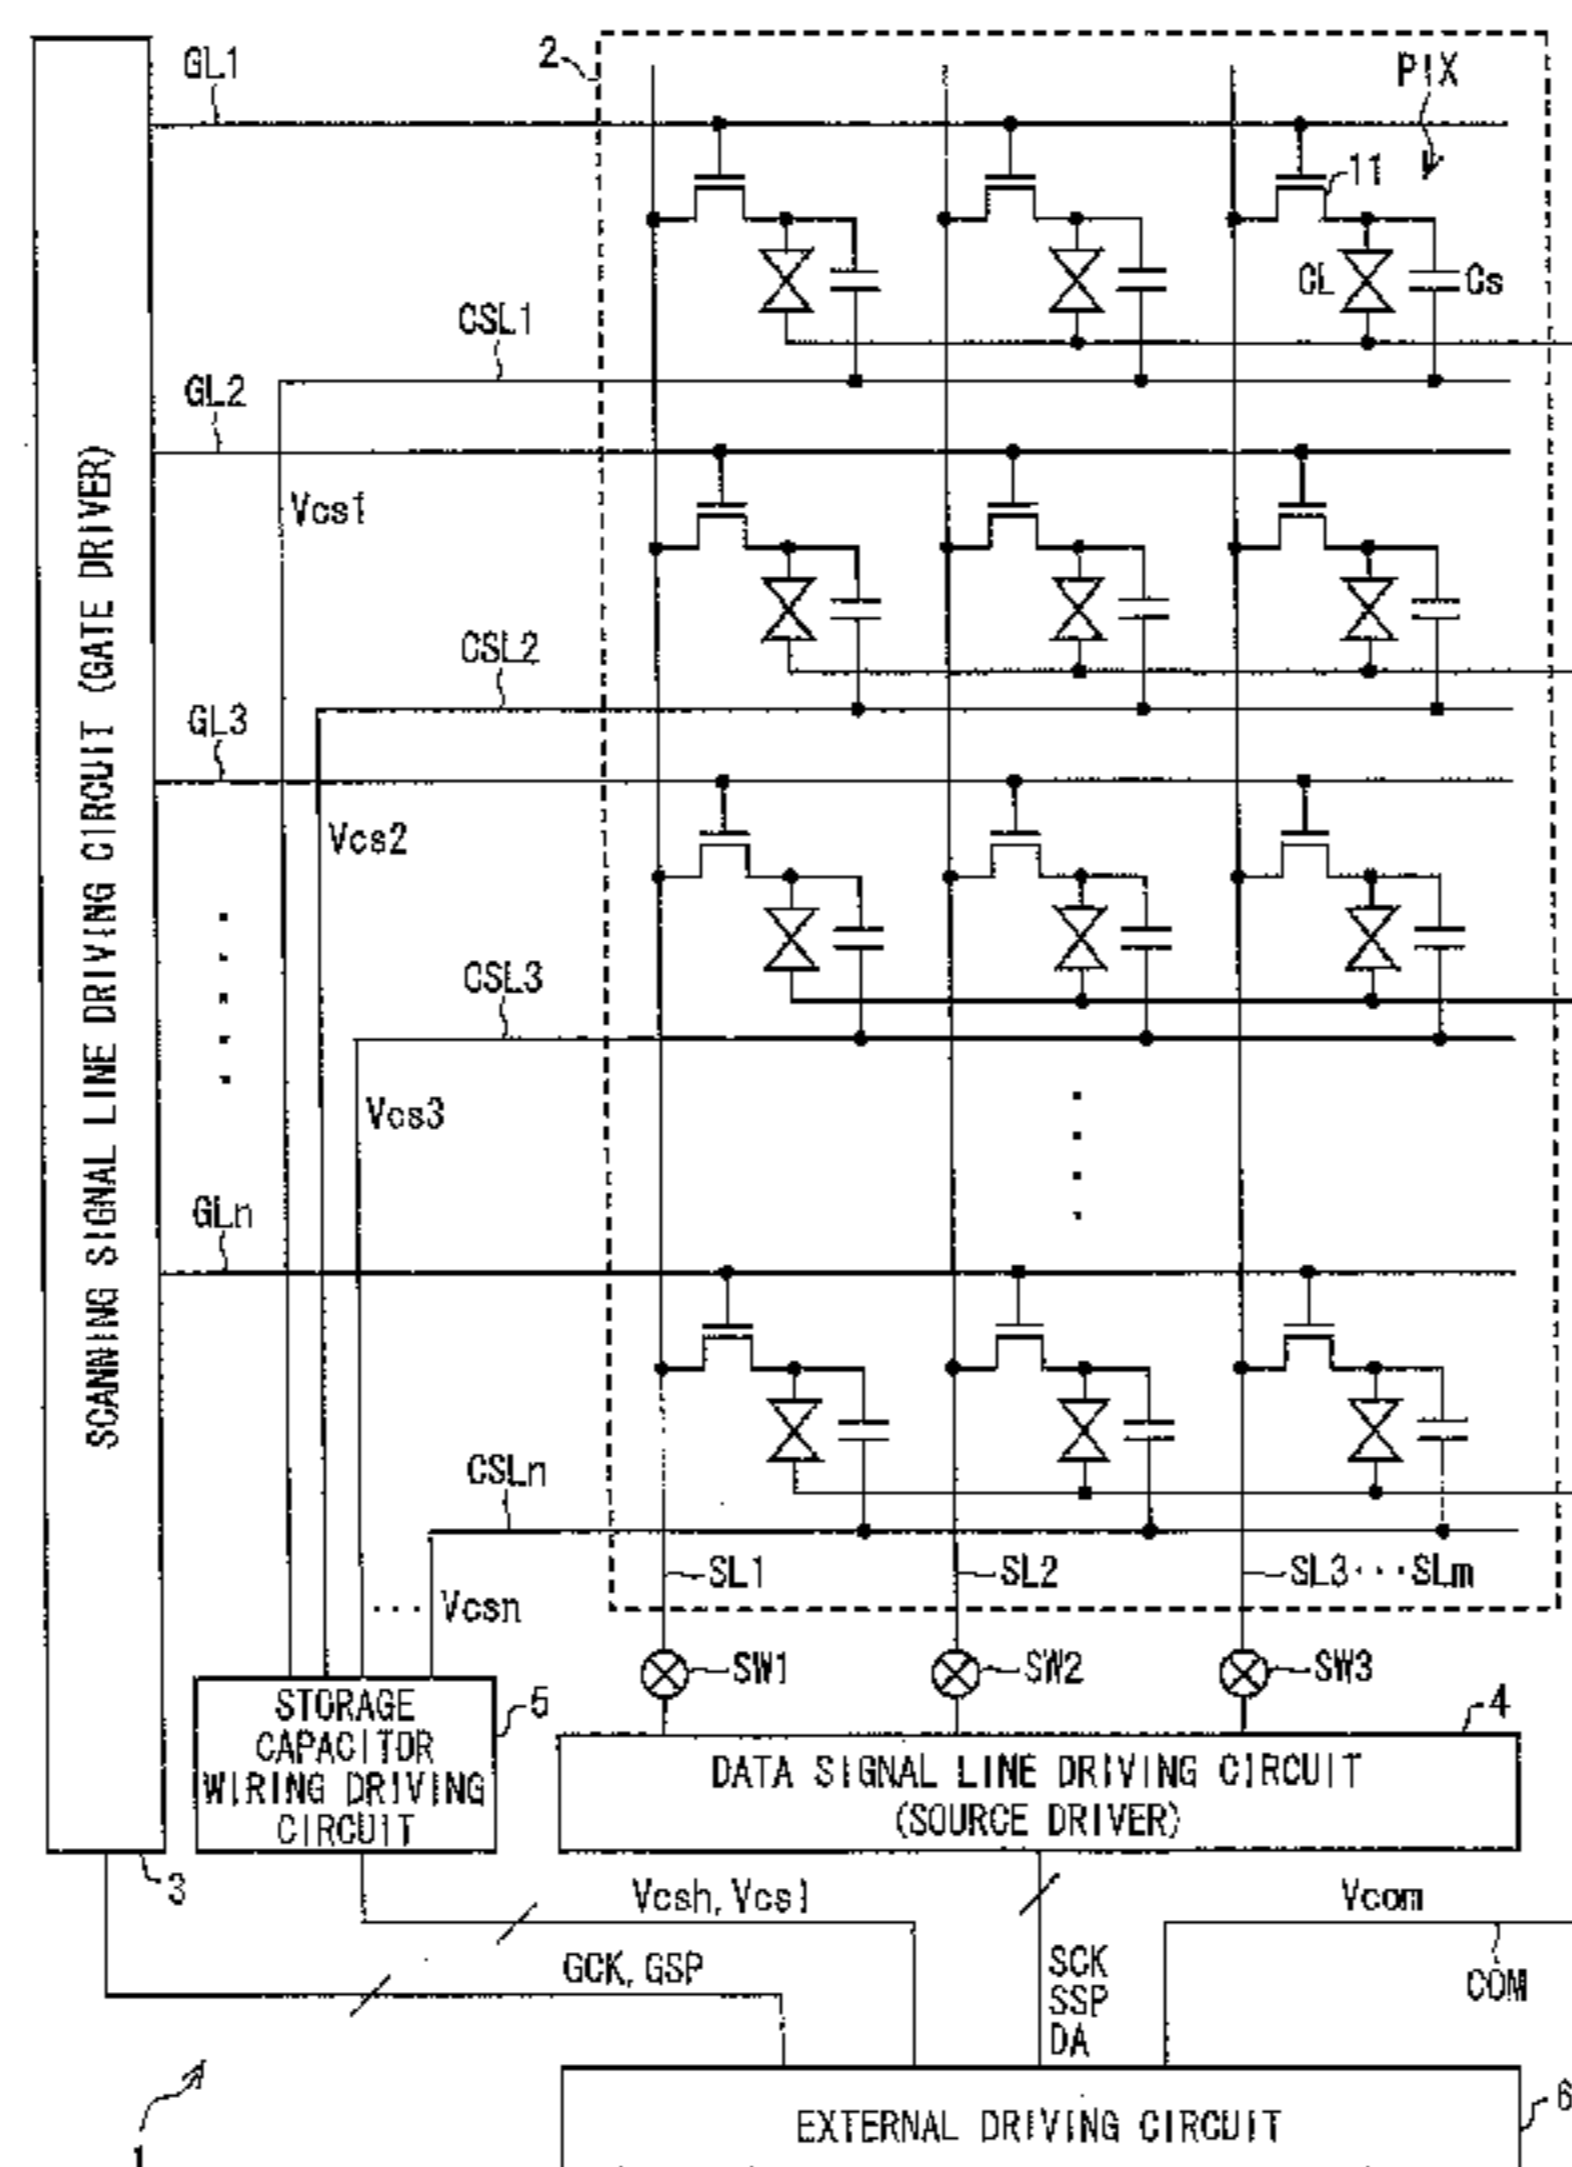 GL1
2
PIX
11
CL
Cs
CSL1
GL2
Vcs1
CSL2
GL3
Vcs2
CSL3
Vcs3
GLn
CSLn
SCANNING SIGNAL LINE DRIVING CIRCUIT (GATE DRIVER)
SL1
SL2
SL3 ··· SLm
··· Vcsn
SW1
SW2
SW3
STORAGE
CAPACITOR
WIRING DRIVING
CIRCUIT
5
4
DATA SIGNAL LINE DRIVING CIRCUIT
(SOURCE DRIVER)
3
Vcsh, Vcsl
Vcom
GCK, GSP
SCK
SSP
DA
COM
1
6
EXTERNAL DRIVING CIRCUIT